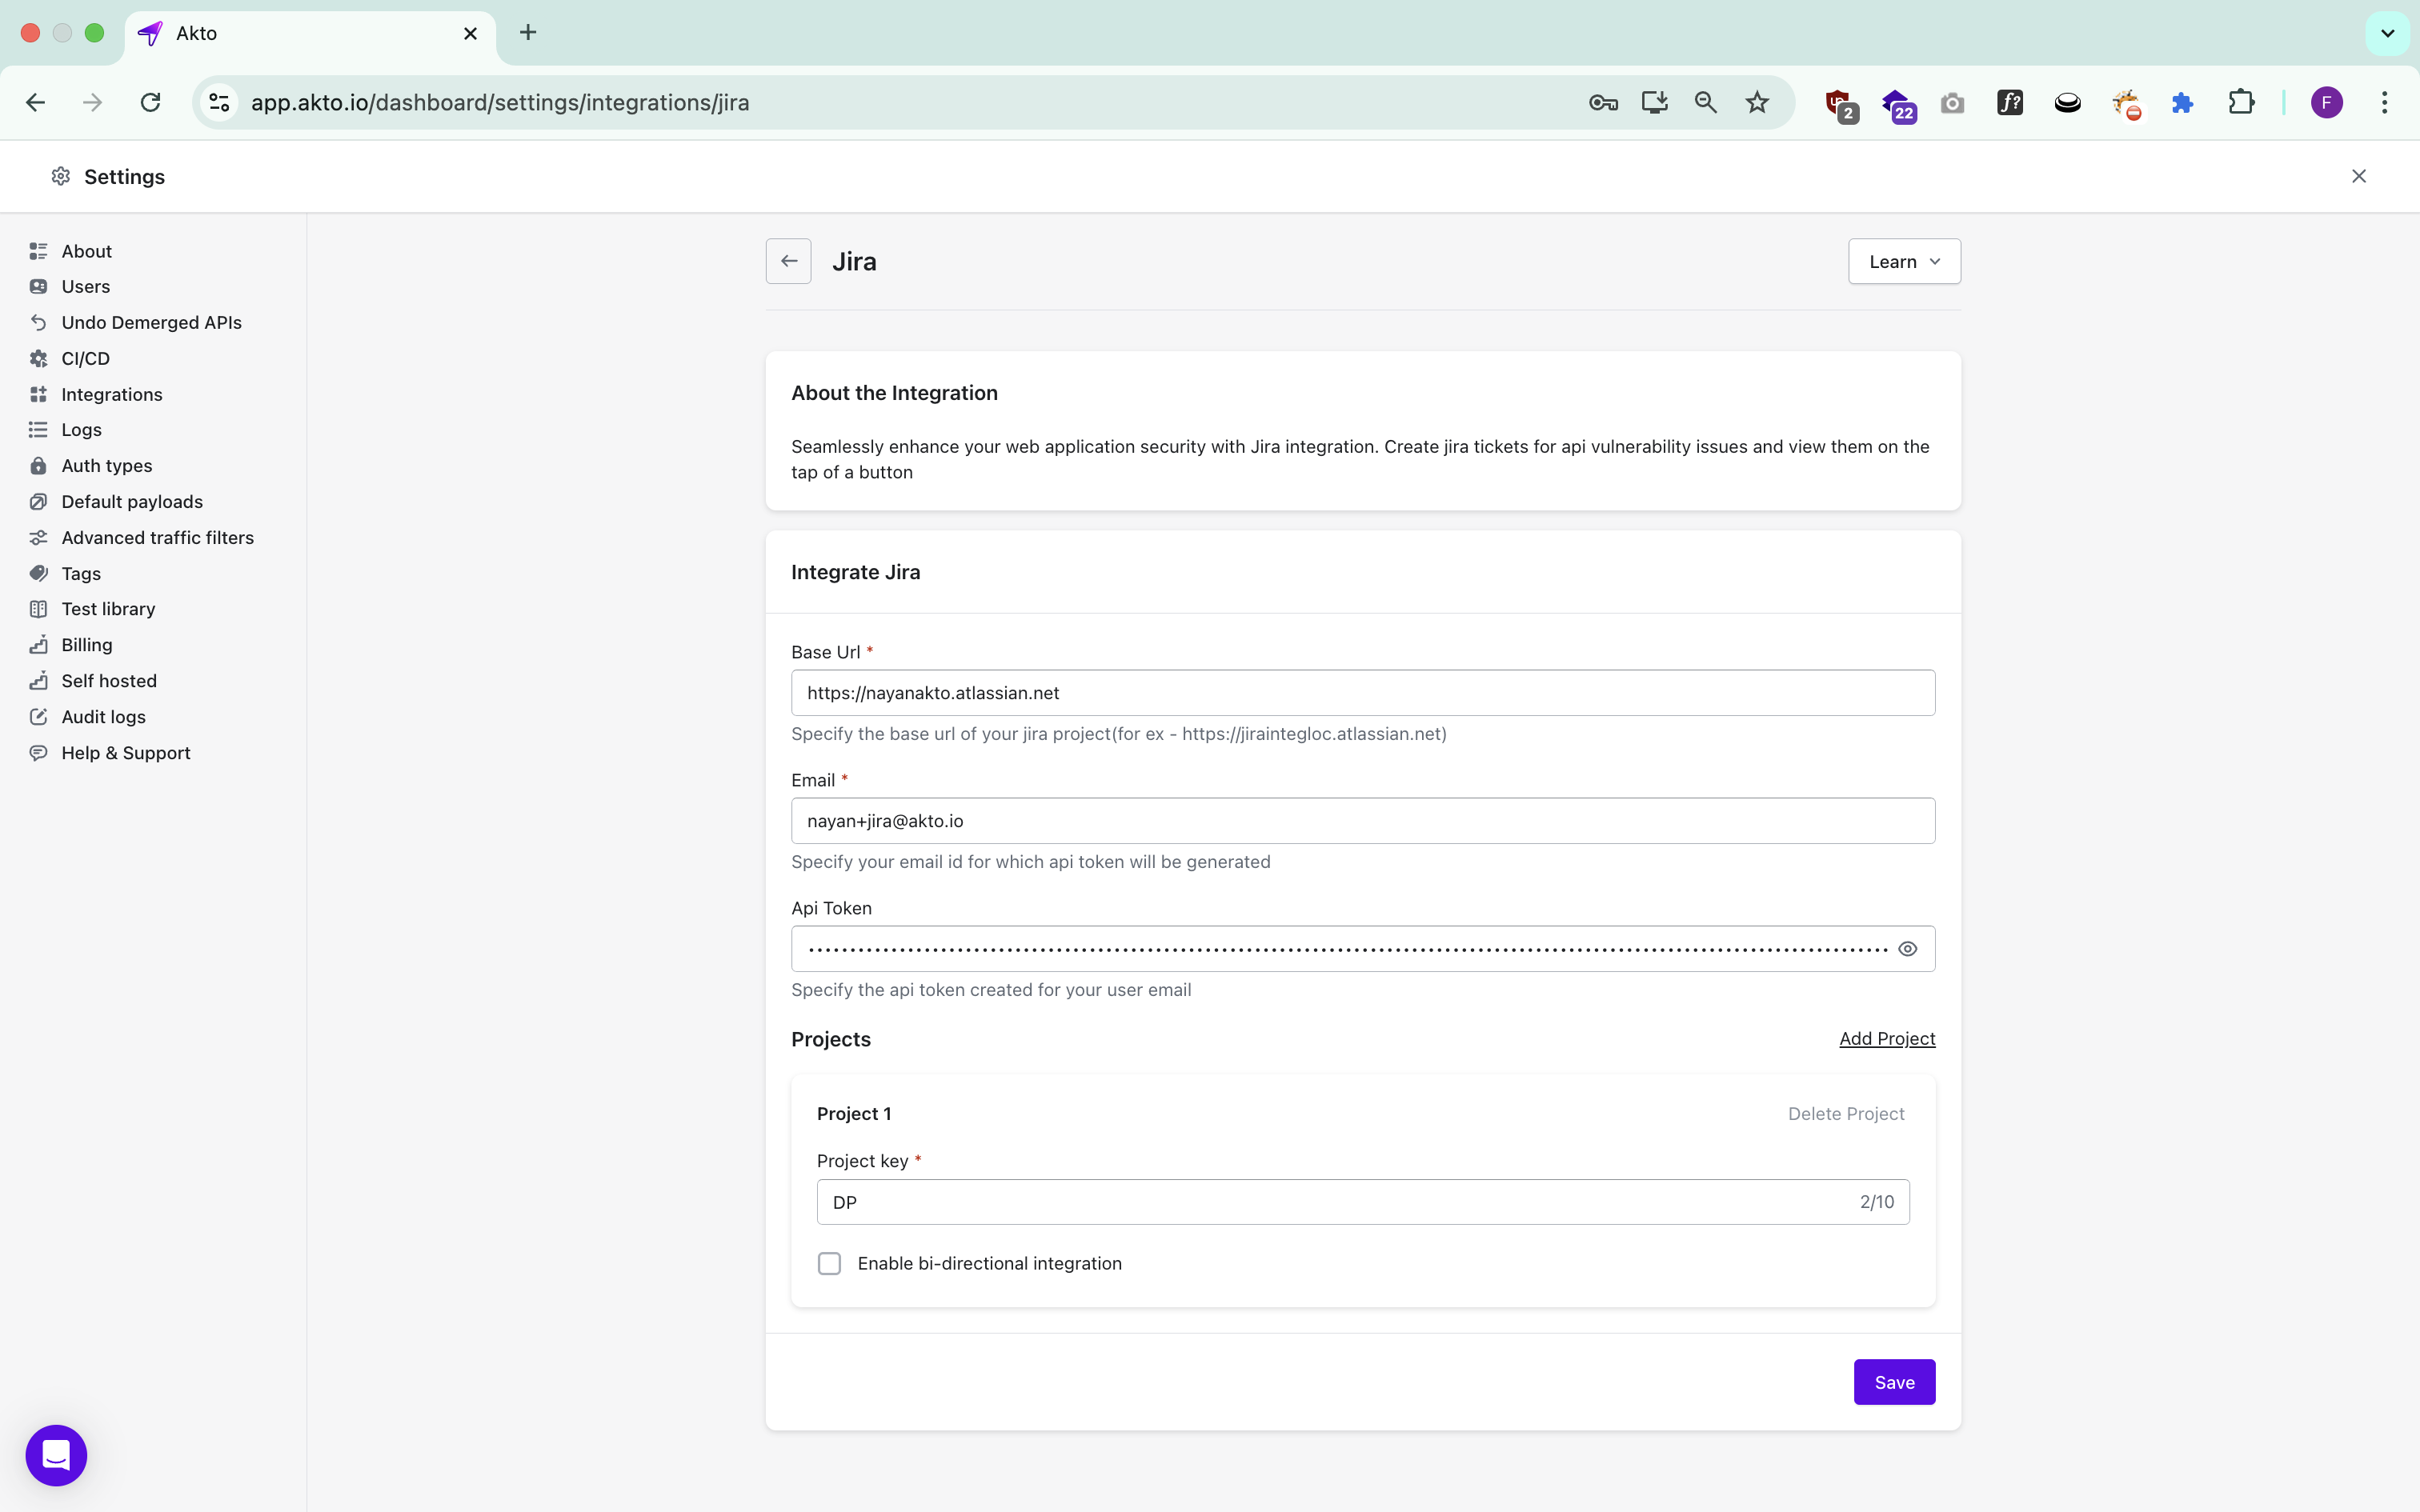 Akto
app.akto.io/dashboard/settings/integrations/jira
2
22
f?
F
Settings
About
Users
Undo Demerged APIs
CI/CD
Integrations
Logs
Auth types
Default payloads
Advanced traffic filters
Tags
Test library
Billing
Self hosted
Audit logs
Help & Support
Jira
Learn
About the Integration
Seamlessly enhance your web application security with Jira integration. Create jira tickets for api vulnerability issues and view them on the
tap of a button
Integrate Jira
Base Url *
https://nayanakto.atlassian.net
Specify the base url of your jira project(for ex - https://jiraintegloc.atlassian.net)
Email *
nayan+jira@akto.io
Specify your email id for which api token will be generated
Api Token
Specify the api token created for your user email
Projects
Add Project
Project 1
Delete Project
Project key *
DP
2/10
Enable bi-directional integration
Save